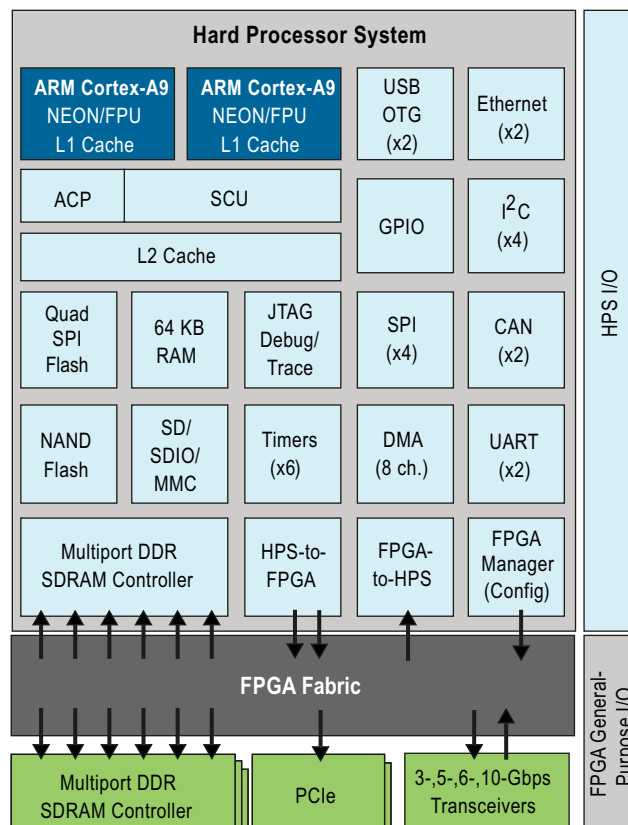 Hard Processor System
ARM Cortex-A9
NEON/FPU
L1 Cache
ARM Cortex-A9
NEON/FPU
L1 Cache
USB
OTG
(x2)
Ethernet
(x2)
ACP
SCU
GPIO
I²C
(x4)
L2 Cache
Quad
SPI
Flash
64 KB
RAM
JTAG
Debug/
Trace
SPI
(x4)
CAN
(x2)
NAND
Flash
SD/
SDIO/
MMC
Timers
(x6)
DMA
(8 ch.)
UART
(x2)
Multiport DDR
SDRAM Controller
HPS-to-
FPGA
FPGA-
to-HPS
FPGA
Manager
(Config)
HPS I/O
FPGA Fabric
FPGA General-
Purpose I/O
Multiport DDR
SDRAM Controller
PCIe
3-,5-,6-,10-Gbps
Transceivers